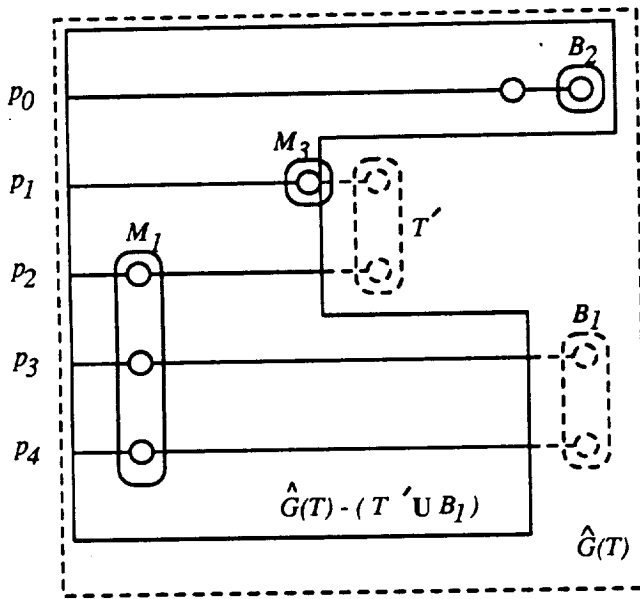 B₂
p₀
M₃
p₁
T′
M₁
p₂
B₁
p₃
p₄
Ĝ(T) - ( T ′ U B₁ )
Ĝ(T)